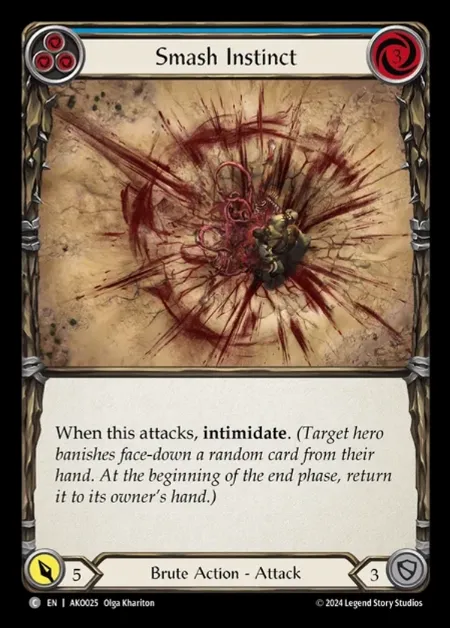 Smash Instinct
3
When this attacks, intimidate. (Target hero
banishes face-down a random card from their
hand. At the beginning of the end phase, return
it to its owner's hand.)
5
Brute Action - Attack
3
C EN | AKO025 Olga Khariton
© 2024 Legend Story Studios